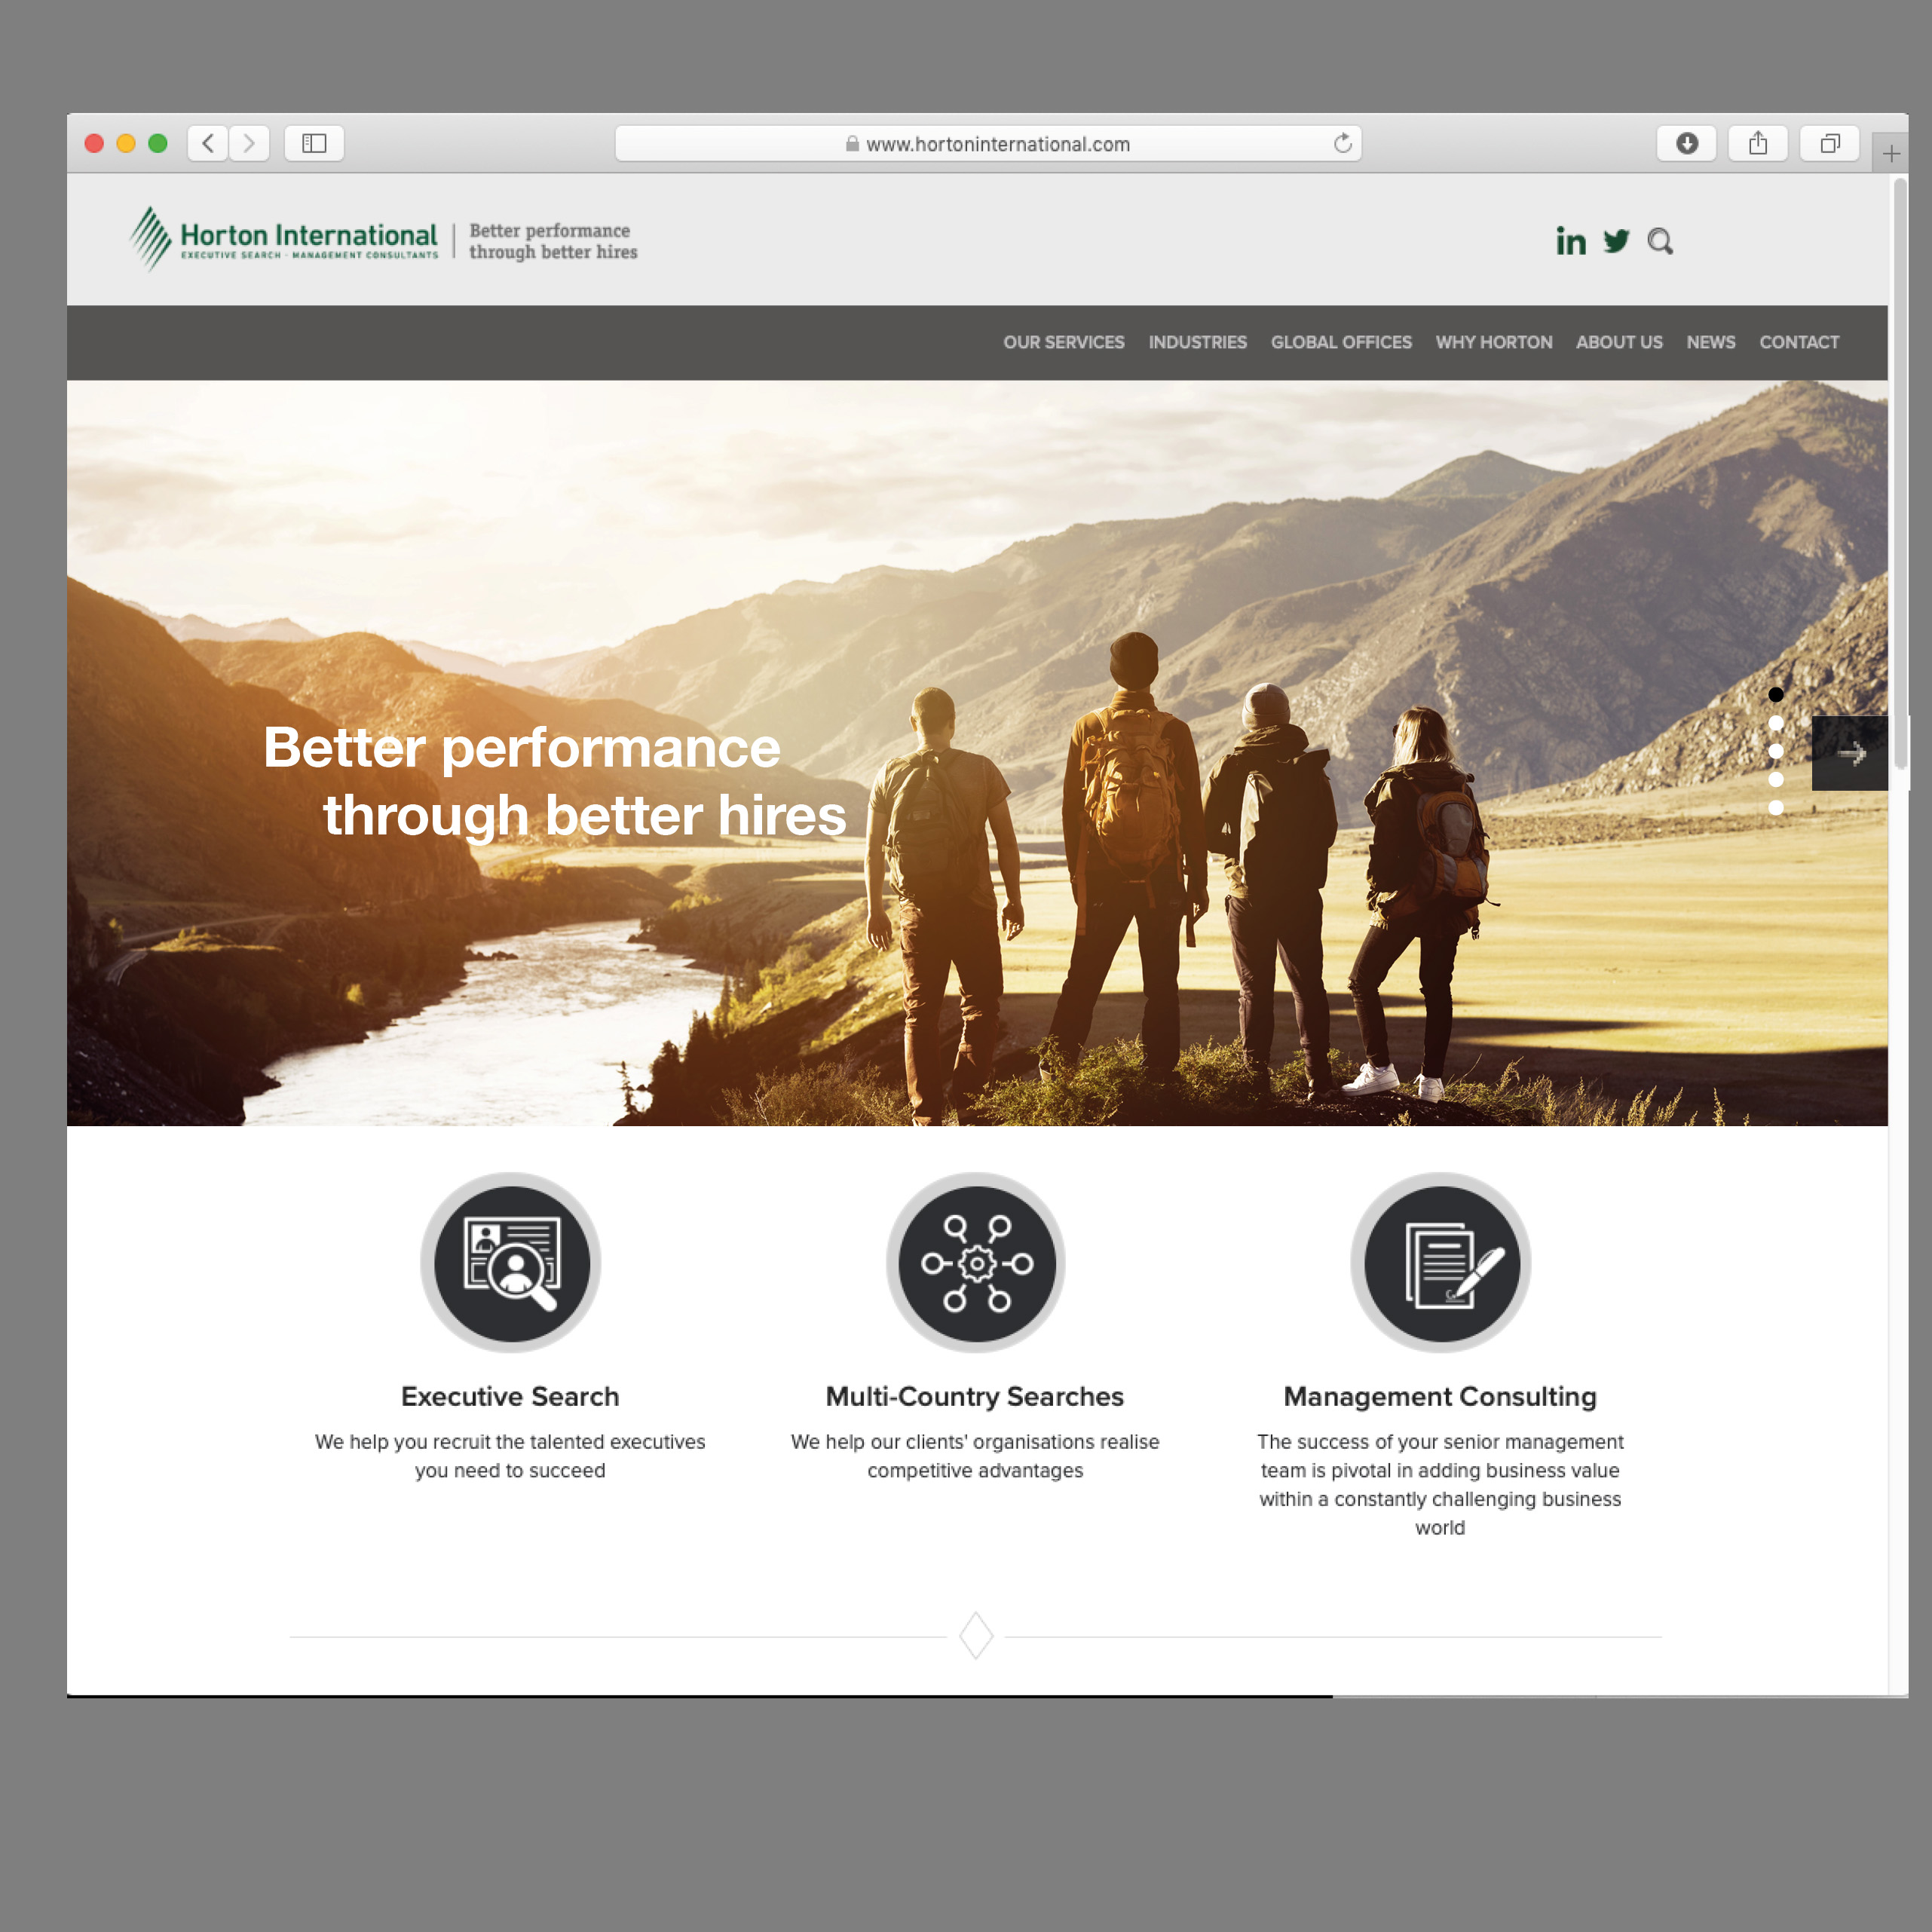 www.hortoninternational.com
Horton International
EXECUTIVE SEARCH · MANAGEMENT CONSULTANTS
Better performance
through better hires
in
OUR SERVICES INDUSTRIES GLOBAL OFFICES WHY HORTON ABOUT US NEWS CONTACT
Better performance
through better hires
Executive Search
We help you recruit the talented executives
you need to succeed
Multi-Country Searches
We help our clients' organisations realise
competitive advantages
Management Consulting
The success of your senior management
team is pivotal in adding business value
within a constantly challenging business
world